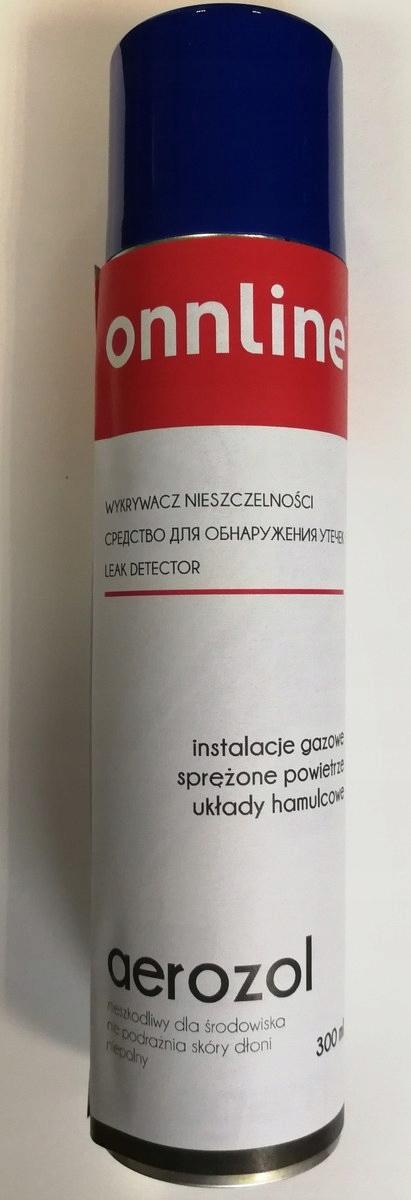 onnline
WYKRYWACZ NIESZCZELNOŚCI
СРЕДСТВО ДЛЯ ОБНАРУЖЕНИЯ УТЕЧЕК
LEAK DETECTOR
instalacje gazowe
sprężone powietrze
układy hamulcowe
aerozol
nieszkodliwy dla środowiska
nie podrażnia skóry dłoni
niepalny
300 ml